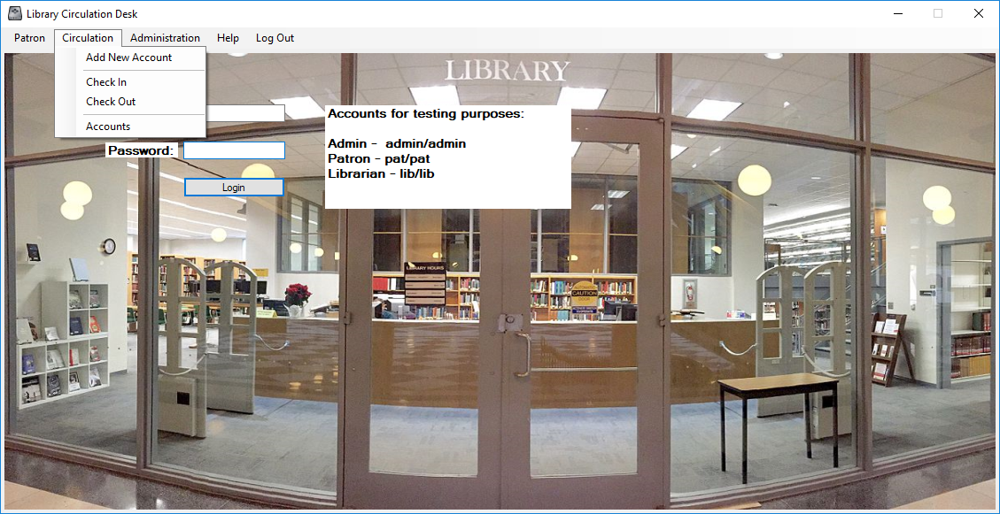 Library Circulation Desk
Patron Circulation Administration Help Log Out
Add New Account
Check In
Check Out
Accounts
LIBRARY
Accounts for testing purposes:
Admin -  admin/admin
Patron - pat/pat
Librarian - lib/lib
Password:
Login
LIBRARY HOURS
CAUTION